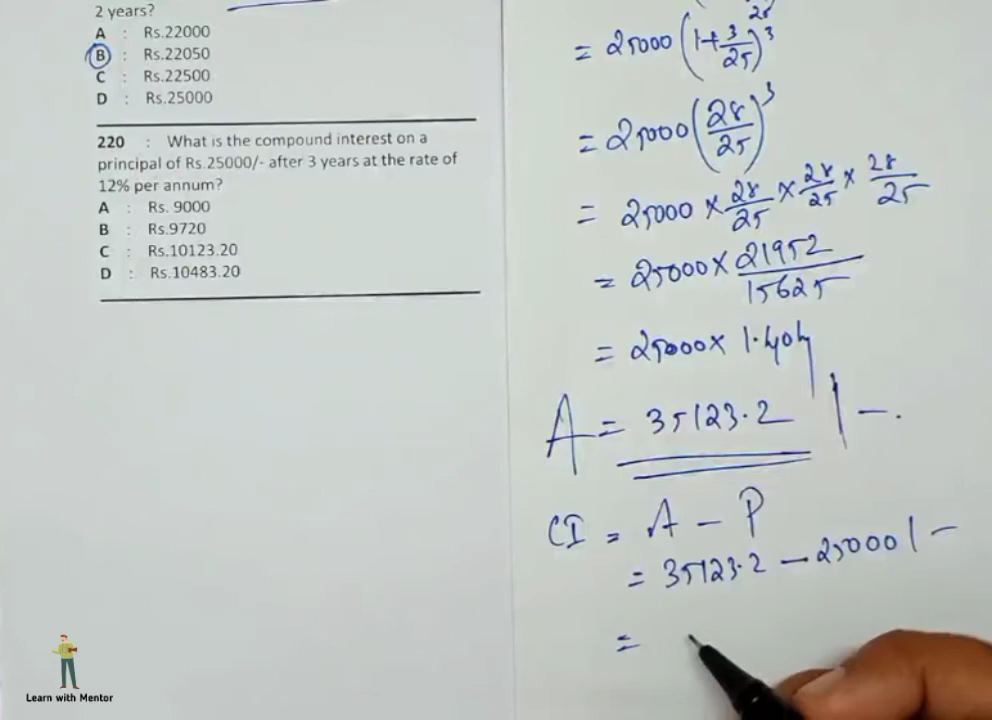 2 years?
A : Rs.22000
B : Rs.22050
C : Rs.22500
D : Rs.25000
220 : What is the compound interest on a
principal of Rs.25000/- after 3 years at the rate of
12% per annum?
A : Rs. 9000
B : Rs.9720
C : Rs.10123.20
D : Rs.10483.20
28
= 25000 (1+3/25)^3
= 25000 (28/25)^3
= 25000 × 28/25 × 28/25 × 28/25
= 25000 × 21952/15625
= 25000 × 1.404
A = 35123.2 /-.
CI = A - P
= 35123.2 - 25000/-
=
Learn with Mentor